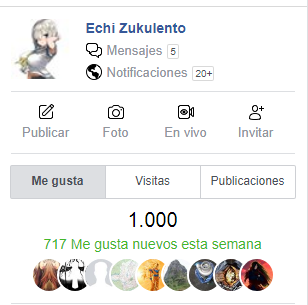 Echi Zukulento
Mensajes 5
Notificaciones 20+
Publicar Foto En vivo Invitar
Me gusta Visitas Publicaciones
1.000
717 Me gusta nuevos esta semana